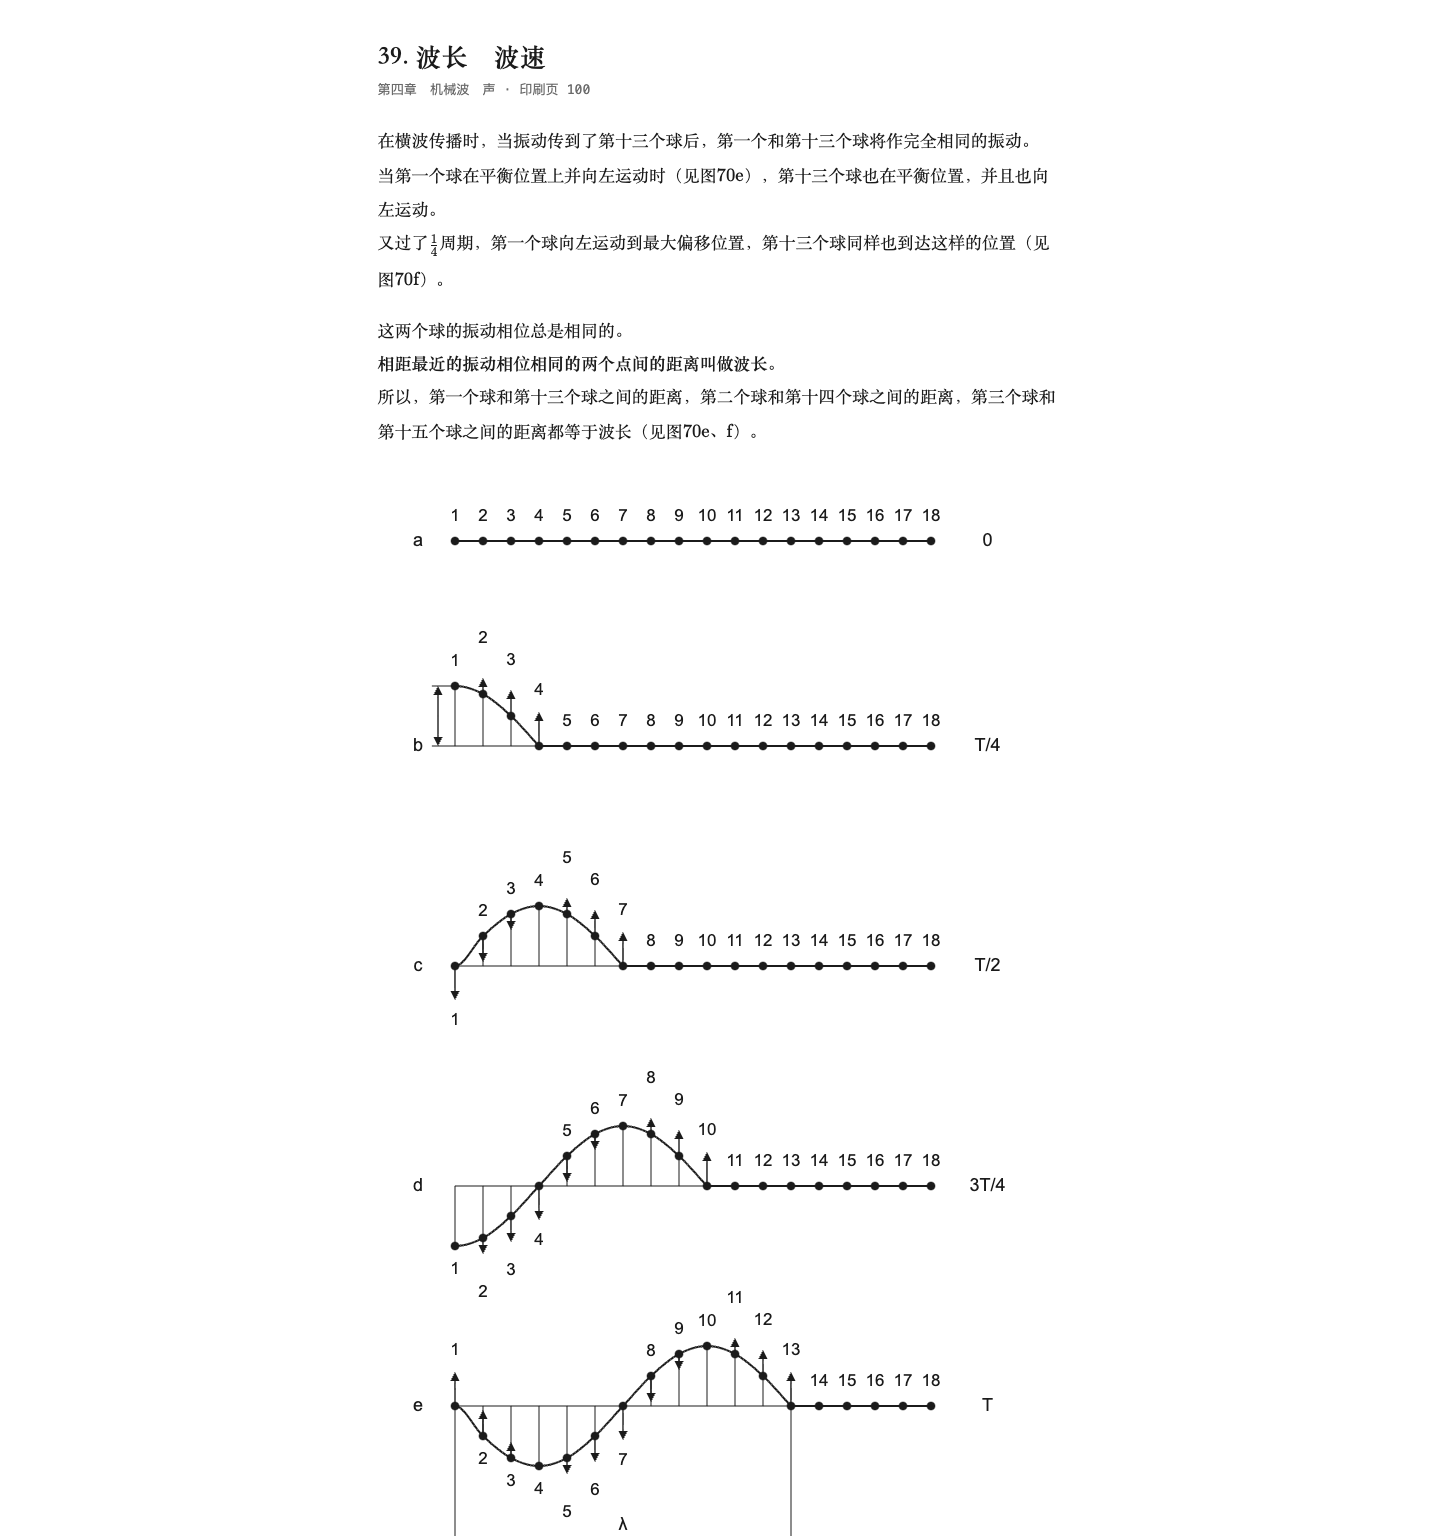 39. 波长　波速
第四章　机械波　声 · 印刷页 100
在横波传播时，当振动传到了第十三个球后，第一个和第十三个球将作完全相同的振动。
当第一个球在平衡位置上并向左运动时（见图70e），第十三个球也在平衡位置，并且也向
左运动。
又过了1/4周期，第一个球向左运动到最大偏移位置，第十三个球同样也到达这样的位置（见
图70f）。
这两个球的振动相位总是相同的。
相距最近的振动相位相同的两个点间的距离叫做波长。
所以，第一个球和第十三个球之间的距离，第二个球和第十四个球之间的距离，第三个球和
第十五个球之间的距离都等于波长（见图70e、f）。
1 2 3 4 5 6 7 8 9 10 11 12 13 14 15 16 17 18
a 0
2
1 3
4
5 6 7 8 9 10 11 12 13 14 15 16 17 18
b T/4
5
4 6
3
2 7
8 9 10 11 12 13 14 15 16 17 18
c T/2
1
8
7 9
6
5 10
11 12 13 14 15 16 17 18
d 3T/4
4
1 3
2
11
10 12
9
1 8 13
14 15 16 17 18
e T
2 7
3
4 6
5
λ